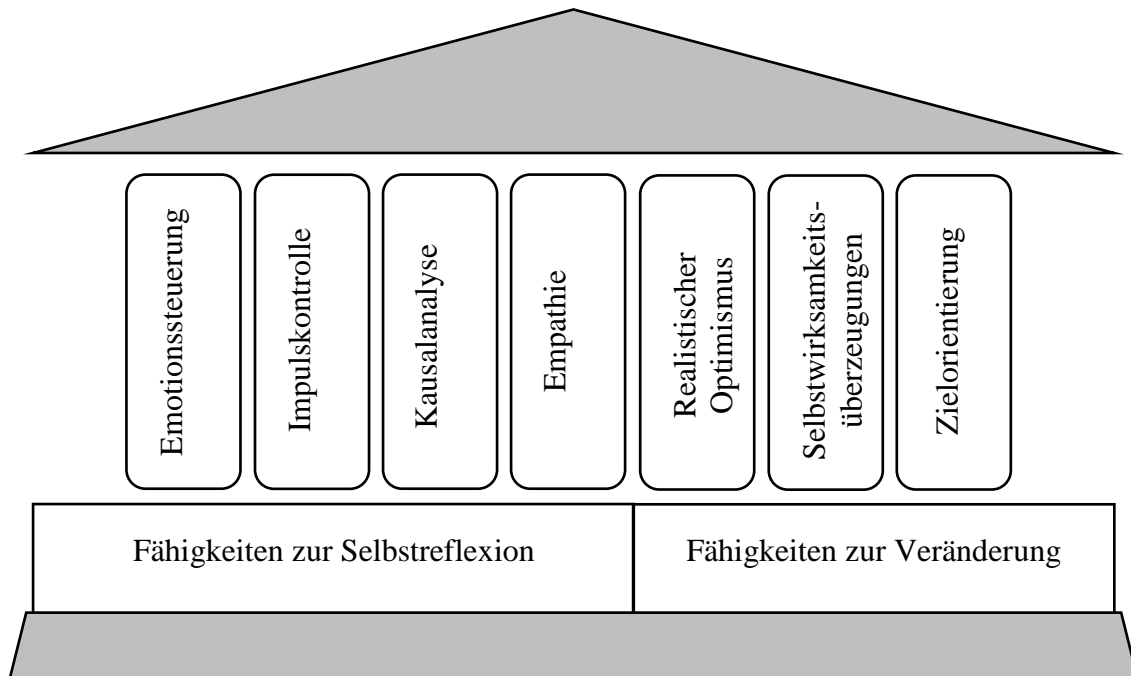 Emotionssteuerung
Impulskontrolle
Kausalanalyse
Empathie
Realistischer
Optimismus
Selbstwirksamkeits-
überzeugungen
Zielorientierung
Fähigkeiten zur Selbstreflexion
Fähigkeiten zur Veränderung